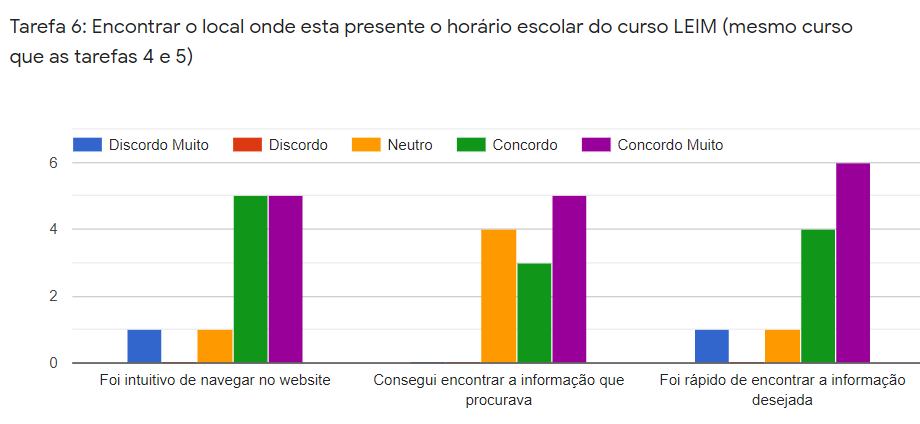 Tarefa 6: Encontrar o local onde esta presente o horário escolar do curso LEIM (mesmo curso
que as tarefas 4 e 5)
Discordo Muito Discordo Neutro Concordo Concordo Muito
6
4
2
0
Foi intuitivo de navegar no website
Consegui encontrar a informação que
procurava
Foi rápido de encontrar a informação
desejada